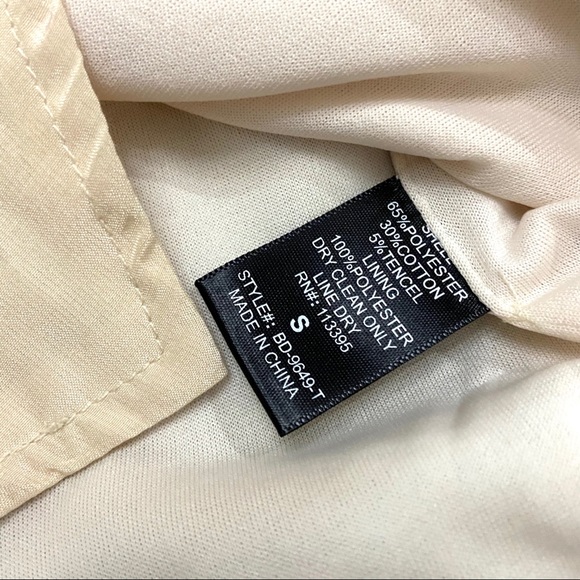 SHELL
65%POLYESTER
30%COTTON
5%TENCEL
LINING
100%POLYESTER
DRY CLEAN ONLY
LINE DRY
RN#: 113395
S
STYLE#: BD-9649-T
MADE IN CHINA